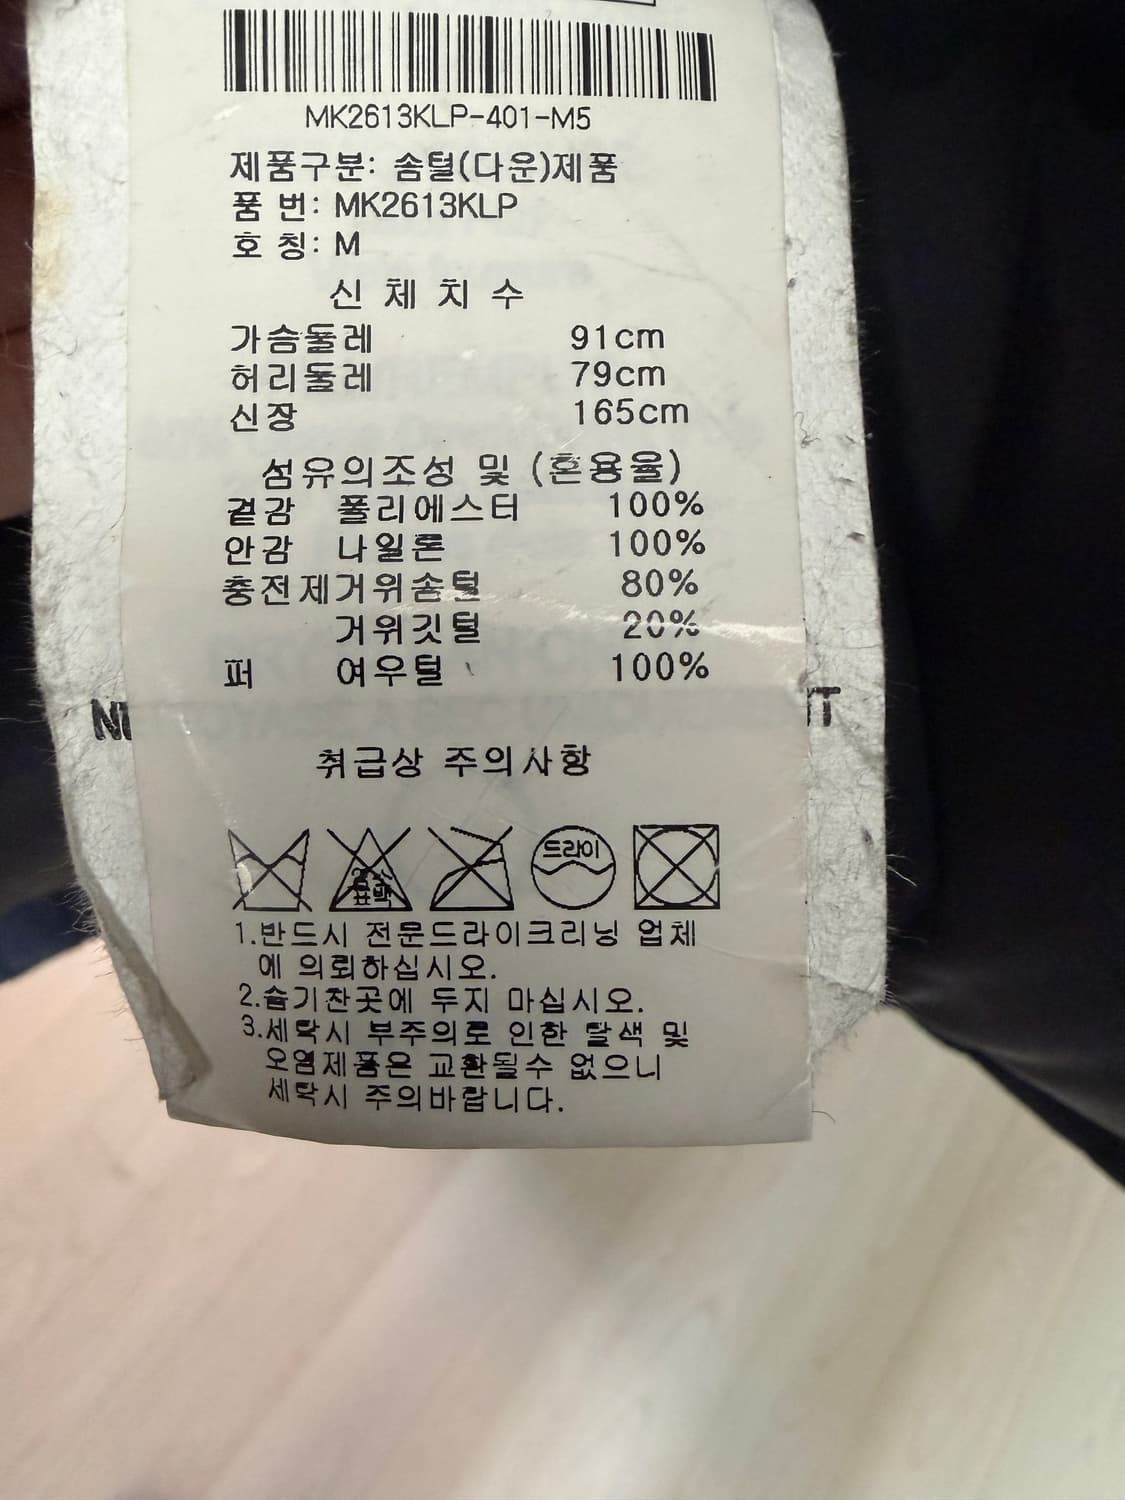 MK2613KLP-401-M5
제품구분: 솜털(다운)제품
품 번: MK2613KLP
호 칭: M
신 체 치 수
가슴둘레 91cm
허리둘레 79cm
신장 165cm
섬유의조성 및 (혼용율)
겉감 폴리에스터 100%
안감 나일론 100%
충전제거위솜털 80%
거위깃털 20%
퍼 여우털 100%
취급상 주의사항
드라이
1.반드시 전문드라이크리닝 업체
에 의뢰하십시오.
2.습기찬곳에 두지 마십시오.
3.세탁시 부주의로 인한 탈색 및
오염제품은 교환될수 없으니
세탁시 주의바랍니다.